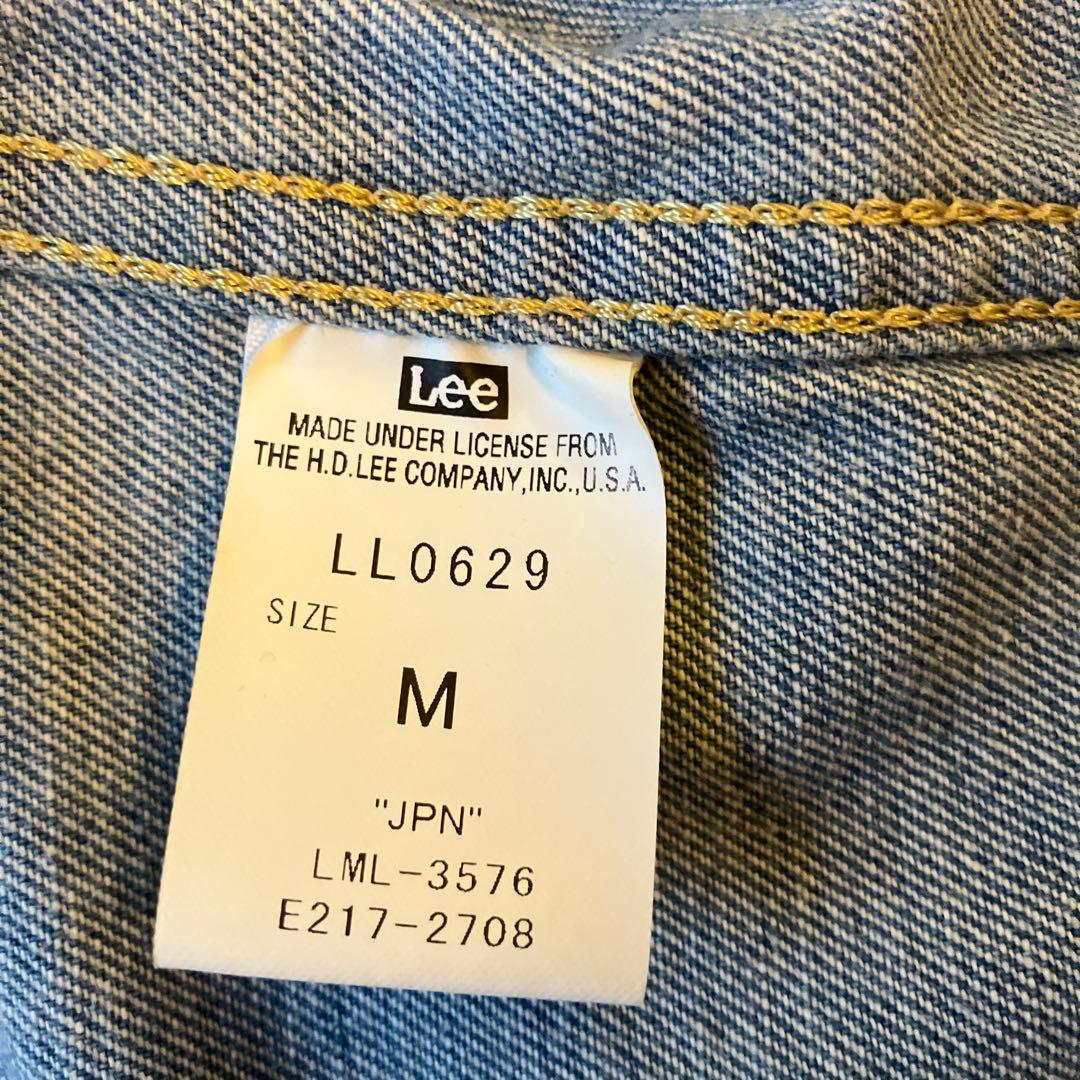 Lee
MADE UNDER LICENSE FROM
THE H.D.LEE COMPANY,INC.,U.S.A.
LL0629
SIZE
M
"JPN"
LML-3576
E217-2708